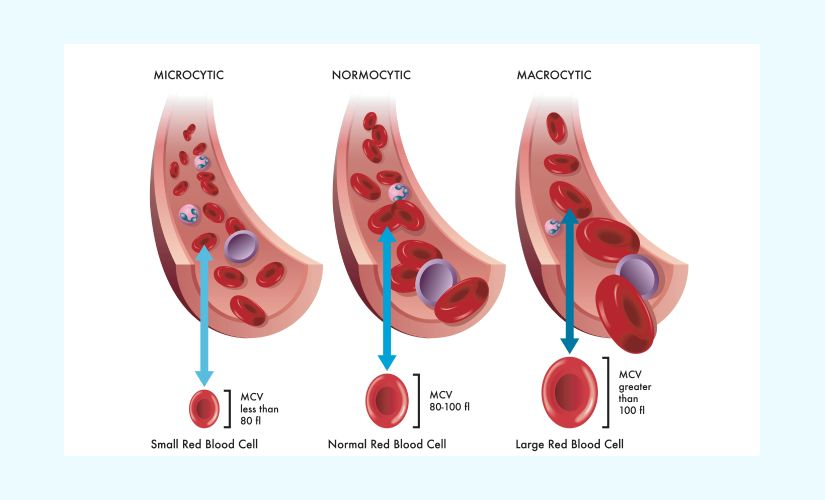 MICROCYTIC
NORMOCYTIC
MACROCYTIC
MCV
less than
80 fl
MCV
80-100 fl
MCV
greater
than
100 fl
Small Red Blood Cell
Normal Red Blood Cell
Large Red Blood Cell